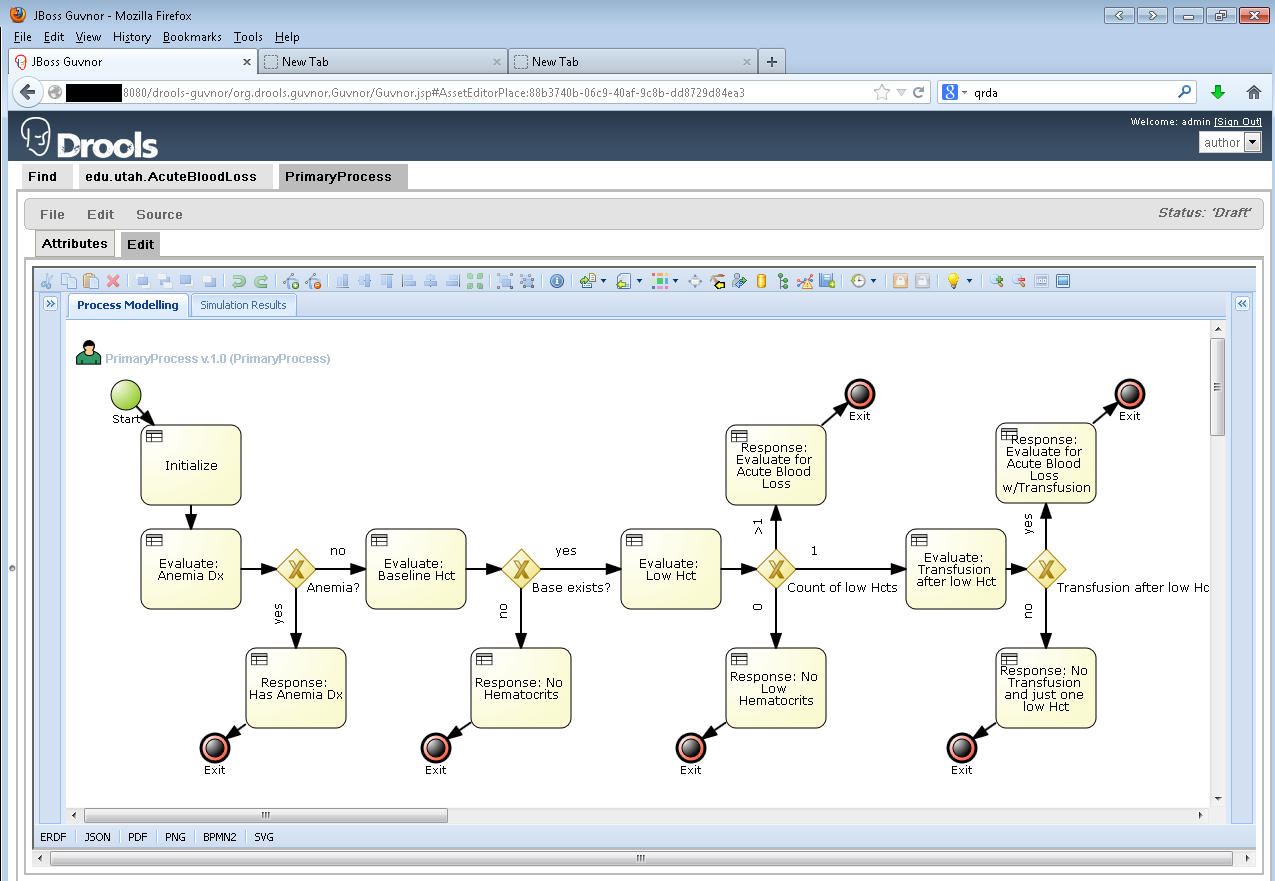 JBoss Guvnor - Mozilla Firefox
File Edit View History Bookmarks Tools Help
JBoss Guvnor
New Tab
New Tab
8080/drools-guvnor/org.drools.guvnor.Guvnor/Guvnor.jsp#AssetEditorPlace:88b3740b-06c9-40af-9c8b-dd8729d84ea3
8
qrda
Welcome: admin [Sign Out]
Drools
author
Find
edu.utah.AcuteBloodLoss
PrimaryProcess
File Edit Source
Status: 'Draft'
Attributes
Edit
Process Modelling
Simulation Results
PrimaryProcess v.1.0 (PrimaryProcess)
Start
Exit
Exit
Initialize
Response:
Evaluate for
Acute Blood
Loss
Response:
Evaluate for
Acute Blood
Loss
w/Transfusion
>1
yes
Evaluate:
Anemia Dx
no
Anemia?
Evaluate:
Baseline Hct
yes
Base exists?
Evaluate:
Low Hct
1
Count of low Hcts
Evaluate:
Transfusion
after low Hct
Transfusion after low Hc
yes
no
0
no
Response:
Has Anemia Dx
Response: No
Hematocrits
Response: No
Low
Hematocrits
Response: No
Transfusion
and just one
low Hct
Exit
Exit
Exit
Exit
ERDF JSON PDF PNG BPMN2 SVG